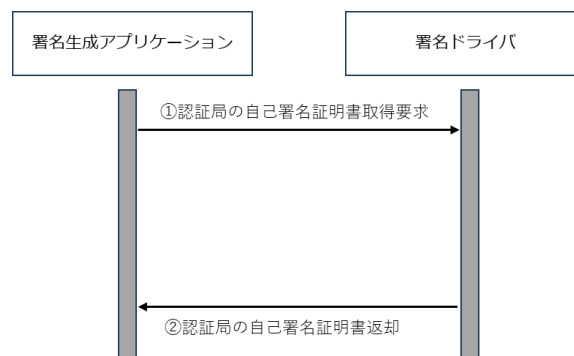 署名生成アプリケーション
署名ドライバ
①認証局の自己署名証明書取得要求
②認証局の自己署名証明書返却